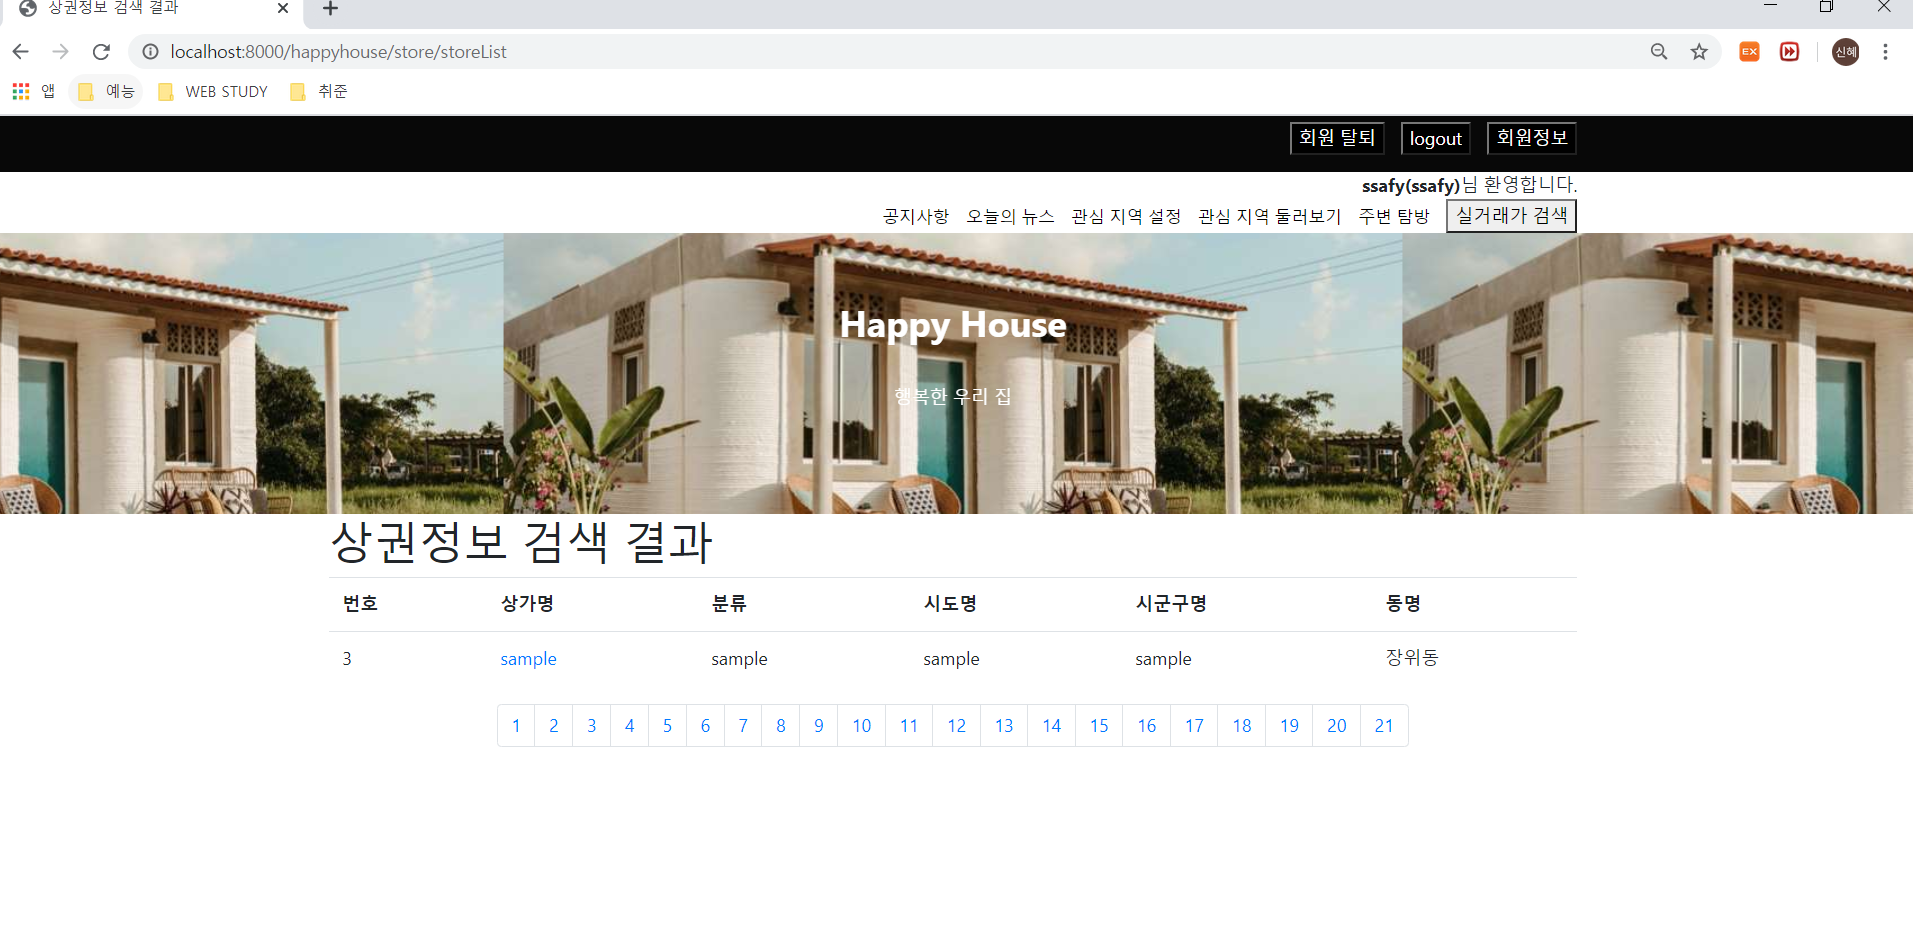 상권정보 검색 결과
localhost:8000/happyhouse/store/storeList
EX
신혜
앱 예능 WEB STUDY 취준
회원 탈퇴 logout 회원정보
ssafy(ssafy)님 환영합니다.
공지사항 오늘의 뉴스 관심 지역 설정 관심 지역 둘러보기 주변 탐방 실거래가 검색
Happy House
행복한 우리 집
상권정보 검색 결과
번호 상가명 분류 시도명 시군구명 동명
3 sample sample sample sample 장위동
1 2 3 4 5 6 7 8 9 10 11 12 13 14 15 16 17 18 19 20 21